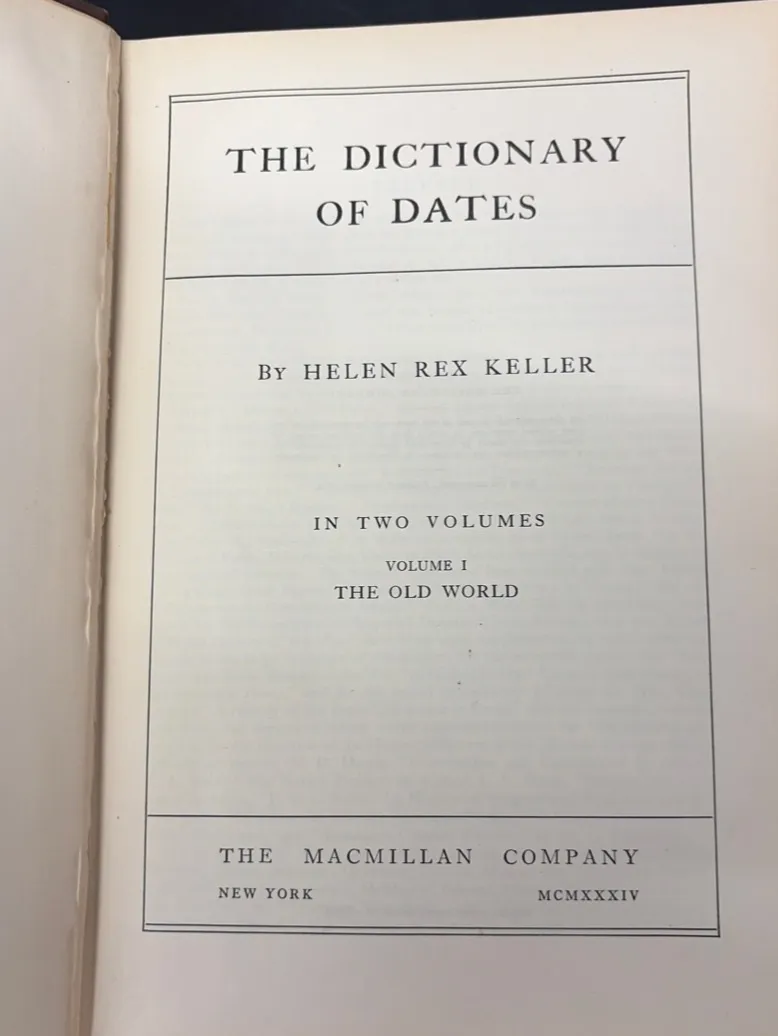 THE DICTIONARY
OF DATES
BY HELEN REX KELLER
IN TWO VOLUMES
VOLUME I
THE OLD WORLD
THE MACMILLAN COMPANY
NEW YORK MCMXXXIV